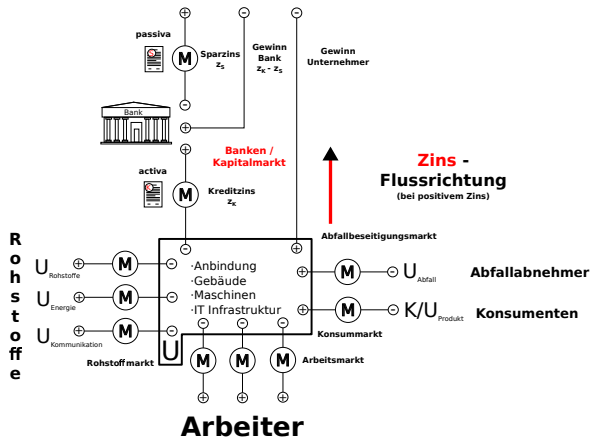 passiva
$
M
Sparzins
zS
Gewinn
Bank
zK - zS
Gewinn
Unternehmer
Bank
Banken /
Kapitalmarkt
activa
M
Kreditzins
zK
Zins -
Flussrichtung
(bei positivem Zins)
Abfallbeseitigungsmarkt
Rohstoffe
URohstoffe
M
UEnergie
M
UKommunikation
M
Rohstoffmarkt
·Anbindung
·Gebäude
·Maschinen
·IT Infrastruktur
U
M
UAbfall
Abfallabnehmer
M
K/UProdukt
Konsumenten
Konsummarkt
M
M
M
Arbeitsmarkt
Arbeiter